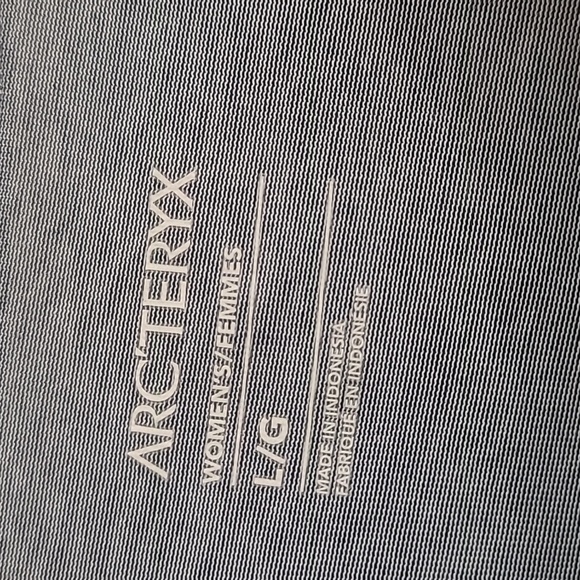 ARC'TERYX
WOMEN'S/FEMMES
L/G
MADE IN INDONESIA
FABRIQUÉ EN INDONÉSIE